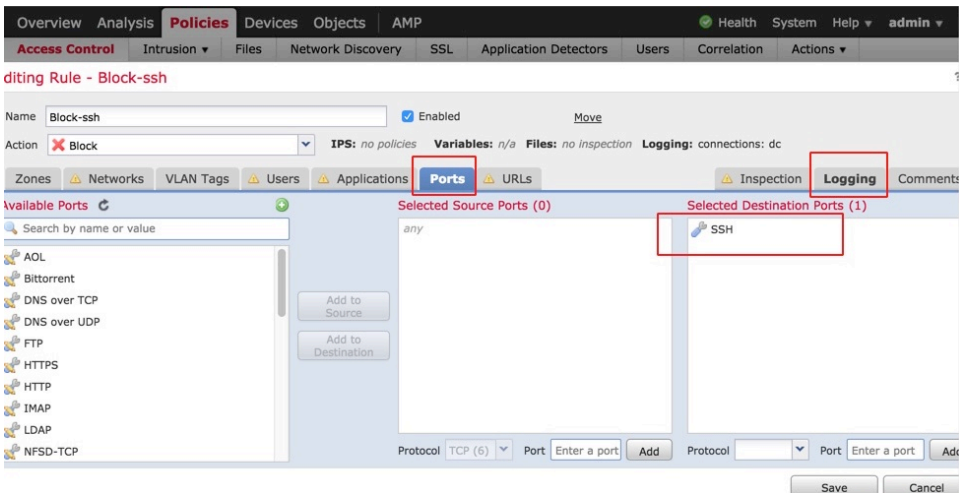 Overview Analysis Policies Devices Objects AMP Health System Help admin
Access Control Intrusion Files Network Discovery SSL Application Detectors Users Correlation Actions
diting Rule - Block-ssh
Name Block-ssh Enabled Move
Action Block IPS: no policies Variables: n/a Files: no inspection Logging: connections: dc
Zones Networks VLAN Tags Users Applications Ports URLs Inspection Logging Comments
Available Ports Selected Source Ports (0) Selected Destination Ports (1)
Search by name or value any SSH
AOL
Bittorrent
DNS over TCP Add to Source
DNS over UDP
FTP Add to Destination
HTTPS
HTTP
IMAP
LDAP
NFSD-TCP Protocol TCP (6) Port Enter a port Add Protocol Port Enter a port Add
Save Cancel